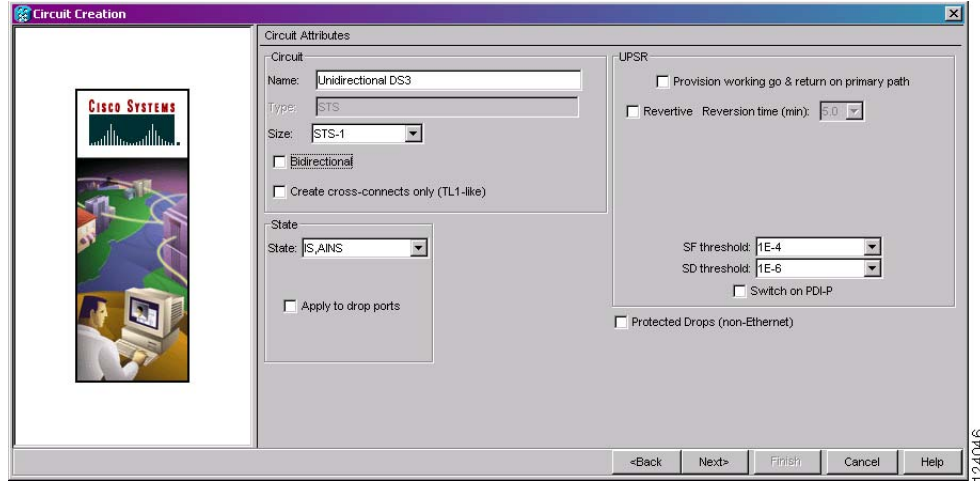 Circuit Creation
CISCO SYSTEMS
Circuit Attributes
Circuit
Name: Unidirectional DS3
Type: STS
Size: STS-1
Bidirectional
Create cross-connects only (TL1-like)
State
State: IS,AINS
Apply to drop ports
UPSR
Provision working go & return on primary path
Revertive Reversion time (min): 5.0
SF threshold: 1E-4
SD threshold: 1E-6
Switch on PDI-P
Protected Drops (non-Ethernet)
<Back Next> Finish Cancel Help
124046